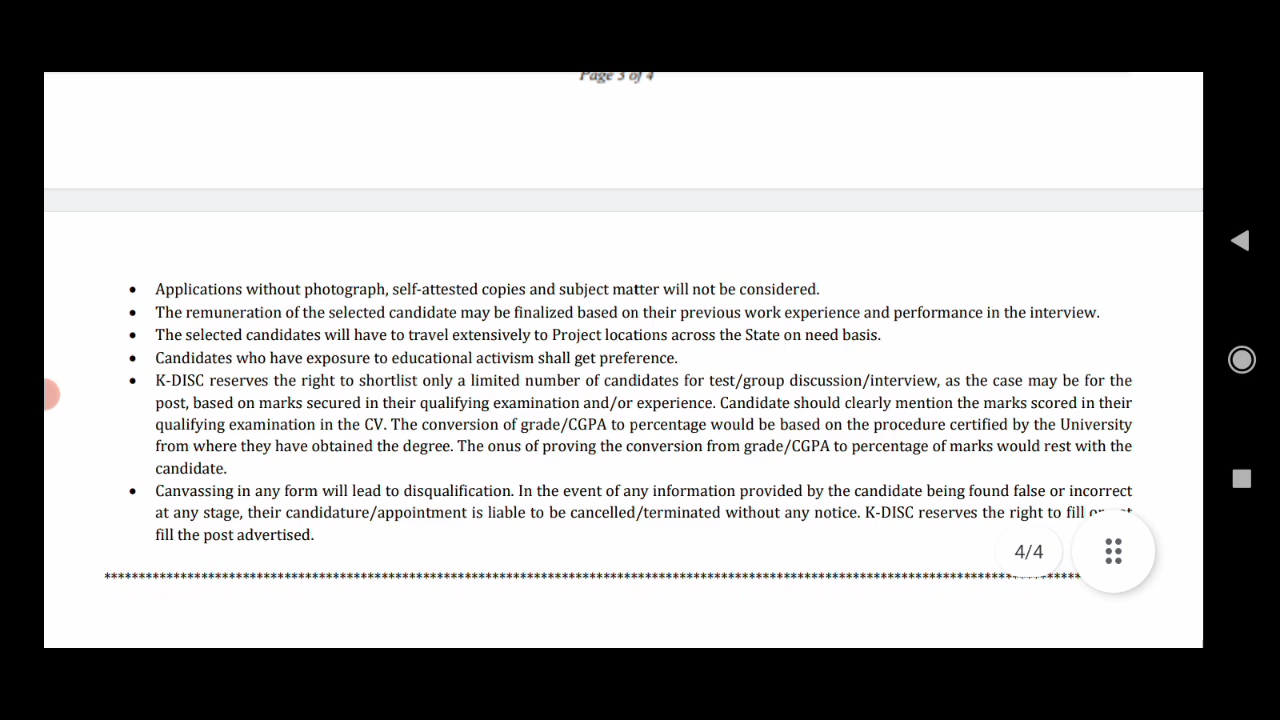 Page 3 of 4
• Applications without photograph, self-attested copies and subject matter will not be considered.
• The remuneration of the selected candidate may be finalized based on their previous work experience and performance in the interview.
• The selected candidates will have to travel extensively to Project locations across the State on need basis.
• Candidates who have exposure to educational activism shall get preference.
• K-DISC reserves the right to shortlist only a limited number of candidates for test/group discussion/interview, as the case may be for the
post, based on marks secured in their qualifying examination and/or experience. Candidate should clearly mention the marks scored in their
qualifying examination in the CV. The conversion of grade/CGPA to percentage would be based on the procedure certified by the University
from where they have obtained the degree. The onus of proving the conversion from grade/CGPA to percentage of marks would rest with the
candidate.
• Canvassing in any form will lead to disqualification. In the event of any information provided by the candidate being found false or incorrect
at any stage, their candidature/appointment is liable to be cancelled/terminated without any notice. K-DISC reserves the right to fill
fill the post advertised.
4/4